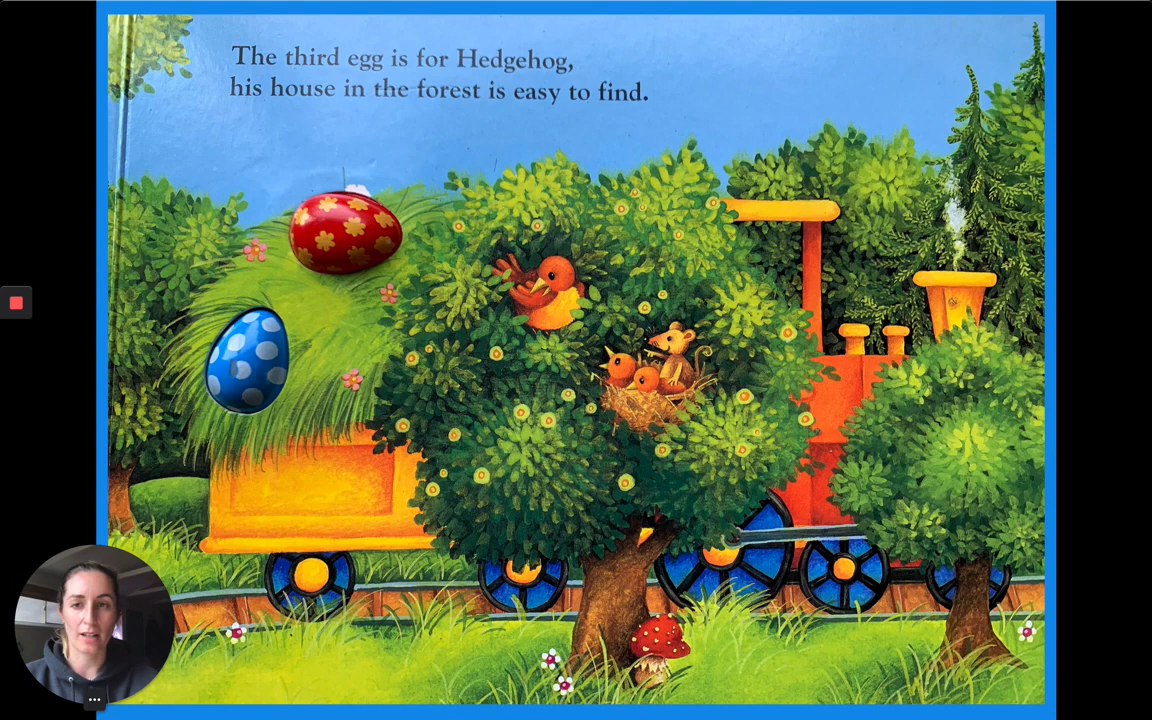 The third egg is for Hedgehog,
his house in the forest is easy to find.